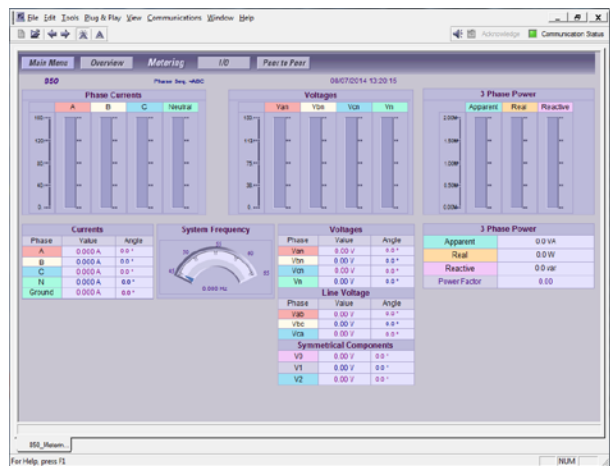 File Edit Tools Plug & Play View Communications Window Help
Acknowledge Communication Status
Main Menu Overview Metering I/O Peer to Peer
850 Phase Seq. +ABC 08/07/2014 13:20:15
Phase Currents Voltages 3 Phase Power
A B C Neutral Van Vbn Vcn Vn Apparent Real Reactive
Currents System Frequency Voltages 3 Phase Power
Phase Value Angle
A 0.000 A 0.0 °
B 0.000 A 0.0 °
C 0.000 A 0.0 °
N 0.000 A 0.0 °
Ground 0.000 A 0.0 °
0.000 Hz
Phase Value Angle
Van 0.00 V 0.0 °
Vbn 0.00 V 0.0 °
Vcn 0.00 V 0.0 °
Vn 0.00 V 0.0 °
Apparent 0.0 VA
Real 0.0 W
Reactive 0.0 var
Power Factor 0.00
Line Voltage
Phase Value Angle
Vab 0.00 V 0.0 °
Vbc 0.00 V 0.0 °
Vca 0.00 V 0.0 °
Symmetrical Components
V0 0.00 V 0.0 °
V1 0.00 V 0.0 °
V2 0.00 V 0.0 °
For Help, press F1 NUM